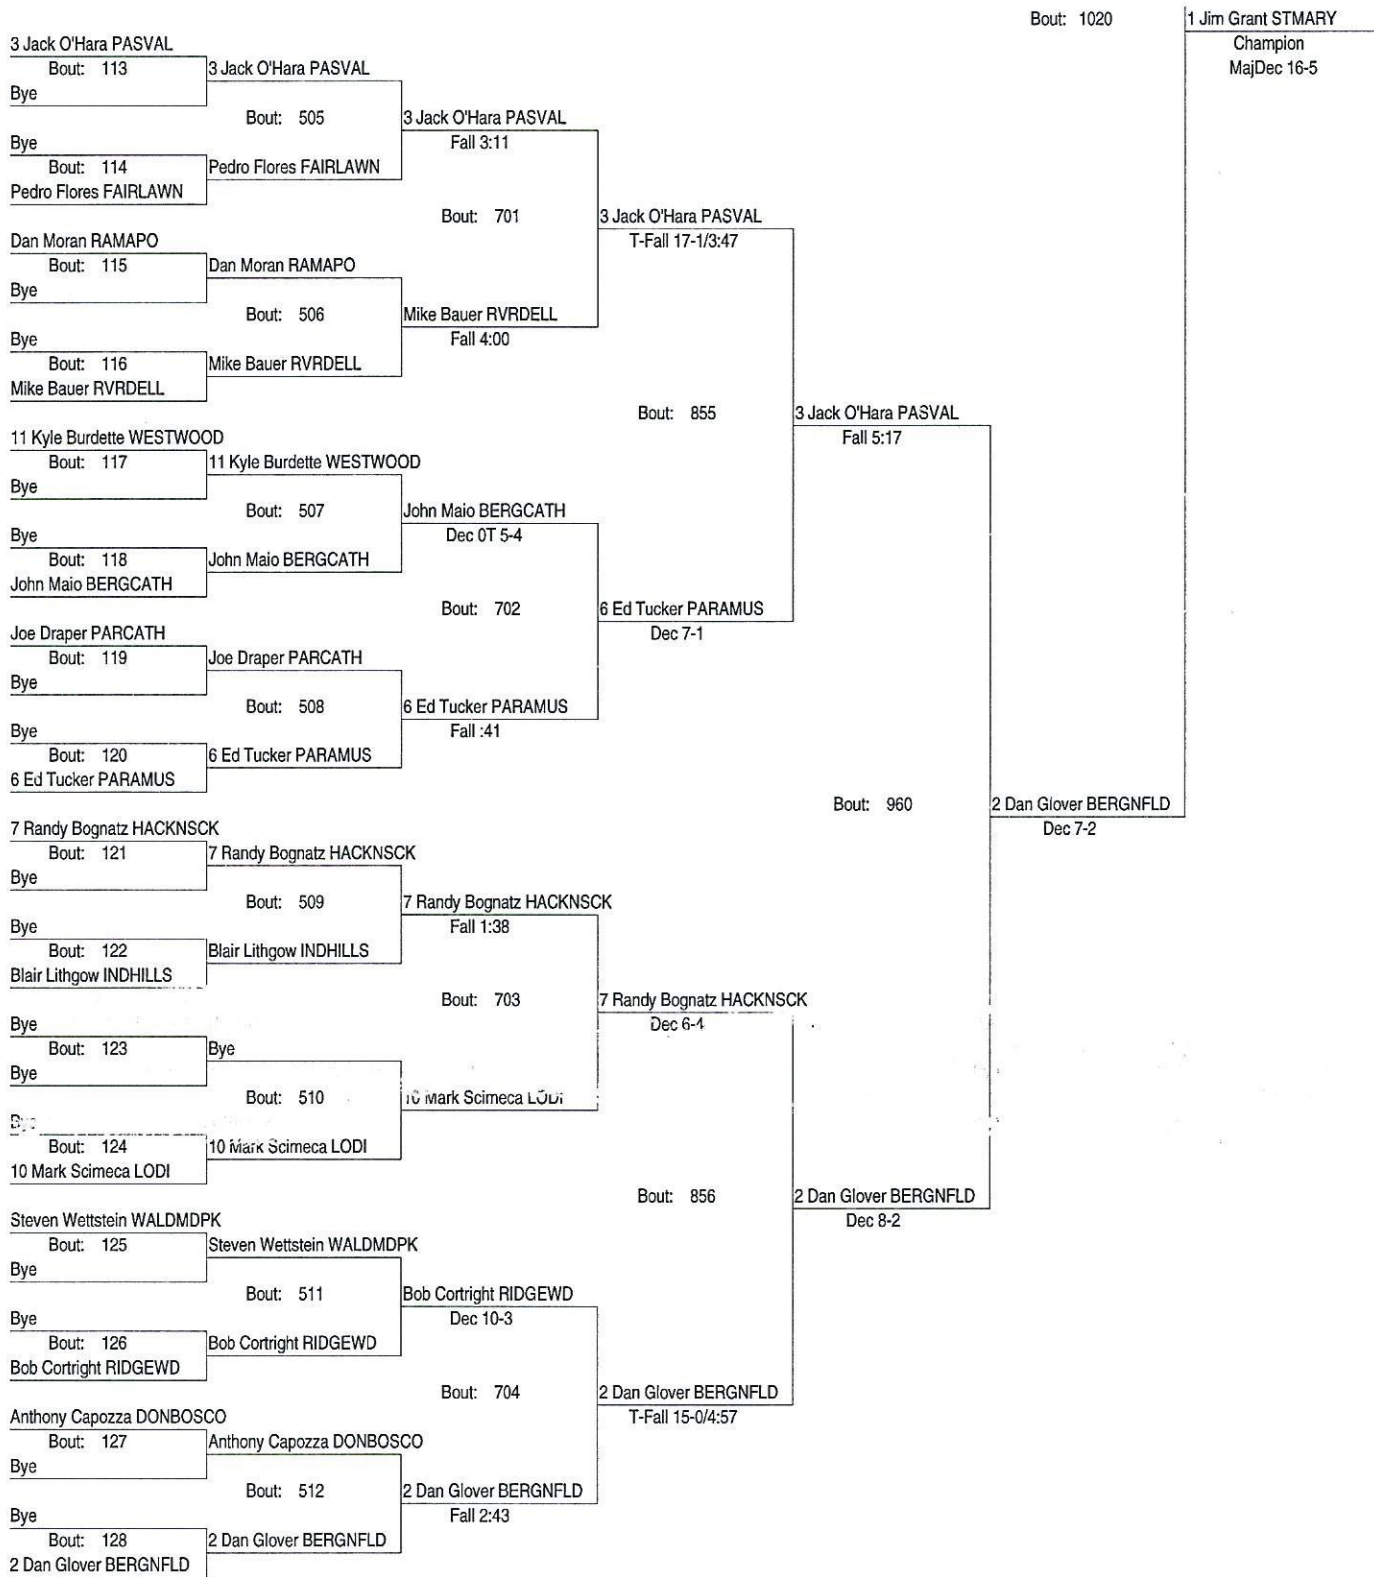 Bout: 1020
1 Jim Grant STMARY
Champion
MajDec 16-5
3 Jack O'Hara PASVAL
Bout: 113
3 Jack O'Hara PASVAL
Bye
Bout: 505
3 Jack O'Hara PASVAL
Fall 3:11
Bye
Bout: 114
Pedro Flores FAIRLAWN
Pedro Flores FAIRLAWN
Bout: 701
3 Jack O'Hara PASVAL
T-Fall 17-1/3:47
Dan Moran RAMAPO
Bout: 115
Dan Moran RAMAPO
Bye
Bout: 506
Mike Bauer RVRDELL
Fall 4:00
Bye
Bout: 116
Mike Bauer RVRDELL
Mike Bauer RVRDELL
Bout: 855
3 Jack O'Hara PASVAL
Fall 5:17
11 Kyle Burdette WESTWOOD
Bout: 117
11 Kyle Burdette WESTWOOD
Bye
Bout: 507
John Maio BERGCATH
Dec 0T 5-4
Bye
Bout: 118
John Maio BERGCATH
John Maio BERGCATH
Bout: 702
6 Ed Tucker PARAMUS
Dec 7-1
Joe Draper PARCATH
Bout: 119
Joe Draper PARCATH
Bye
Bout: 508
6 Ed Tucker PARAMUS
Fall :41
Bye
Bout: 120
6 Ed Tucker PARAMUS
6 Ed Tucker PARAMUS
Bout: 960
2 Dan Glover BERGNFLD
Dec 7-2
7 Randy Bognatz HACKNSCK
Bout: 121
7 Randy Bognatz HACKNSCK
Bye
Bout: 509
7 Randy Bognatz HACKNSCK
Fall 1:38
Bye
Bout: 122
Blair Lithgow INDHILLS
Blair Lithgow INDHILLS
Bout: 703
7 Randy Bognatz HACKNSCK
Dec 6-4
Bye
Bout: 123
Bye
Bye
Bout: 510
10 Mark Scimeca LODI
Bye
Bout: 124
10 Mark Scimeca LODI
10 Mark Scimeca LODI
Bout: 856
2 Dan Glover BERGNFLD
Dec 8-2
Steven Wettstein WALDMDPK
Bout: 125
Steven Wettstein WALDMDPK
Bye
Bout: 511
Bob Cortright RIDGEWD
Dec 10-3
Bye
Bout: 126
Bob Cortright RIDGEWD
Bob Cortright RIDGEWD
Bout: 704
2 Dan Glover BERGNFLD
T-Fall 15-0/4:57
Anthony Capozza DONBOSCO
Bout: 127
Anthony Capozza DONBOSCO
Bye
Bout: 512
2 Dan Glover BERGNFLD
Fall 2:43
Bye
Bout: 128
2 Dan Glover BERGNFLD
2 Dan Glover BERGNFLD